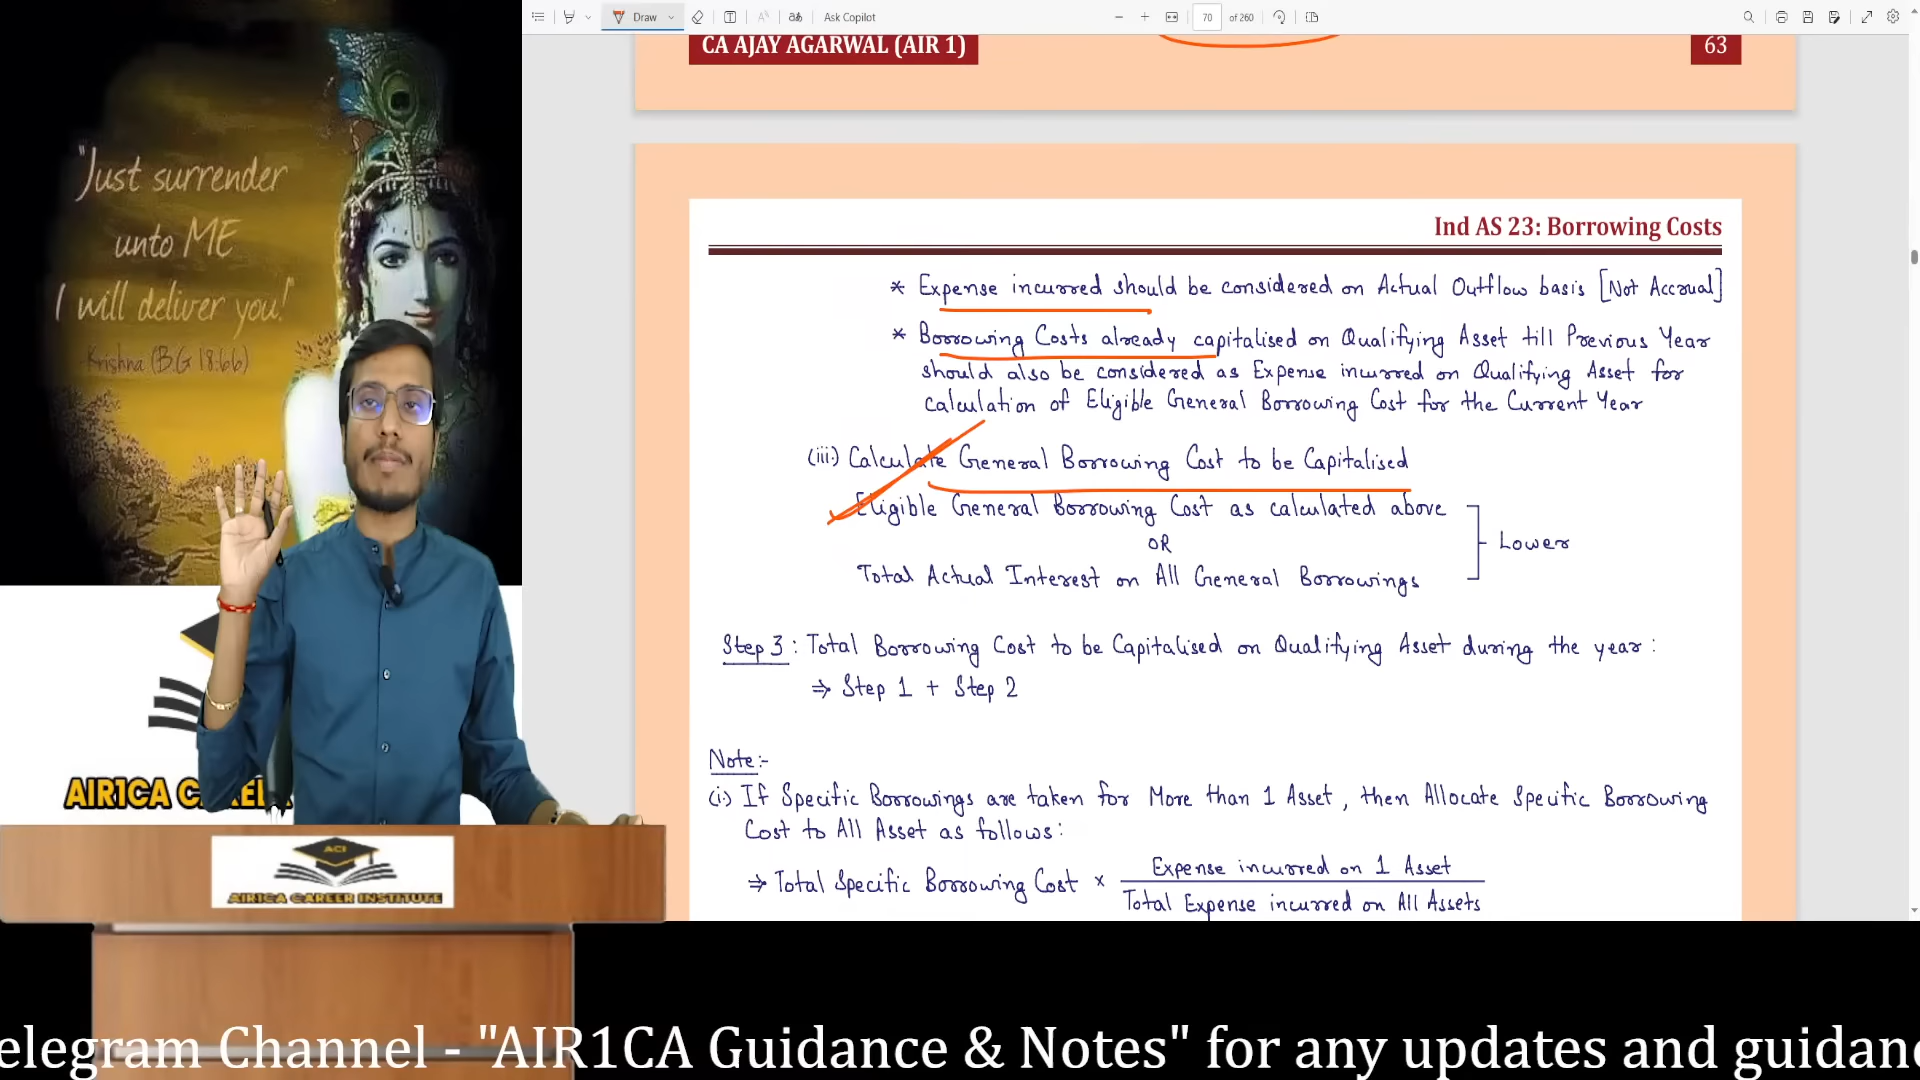 Draw
Ask Copilot
70 of 260
CA AJAY AGARWAL (AIR 1)
63
"Just surrender
unto ME
I will deliver you!"
Krishna (B.G 18:66)
Ind AS 23: Borrowing Costs
* Expense incurred should be considered on Actual Outflow basis [Not Accrual]
* Borrowing Costs already capitalised on Qualifying Asset till Previous Year
should also be considered as Expense incurred on Qualifying Asset for
calculation of Eligible General Borrowing Cost for the Current Year
(iii.) Calculate General Borrowing Cost to be Capitalised
Eligible General Borrowing Cost as calculated above
OR
Total Actual Interest on All General Borrowings
Lower
Step 3: Total Borrowing Cost to be Capitalised on Qualifying Asset during the year:
⇒ Step 1 + Step 2
Note:-
(i.) If Specific Borrowings are taken for More than 1 Asset, then Allocate Specific Borrowing
Cost to All Asset as follows:
⇒ Total Specific Borrowing Cost × Expense incurred on 1 Asset
Total Expense incurred on All Assets
AIR1CA
ACI
AIR1CA CAREER INSTITUTE
elegram Channel - "AIR1CA Guidance & Notes" for any updates and guidan